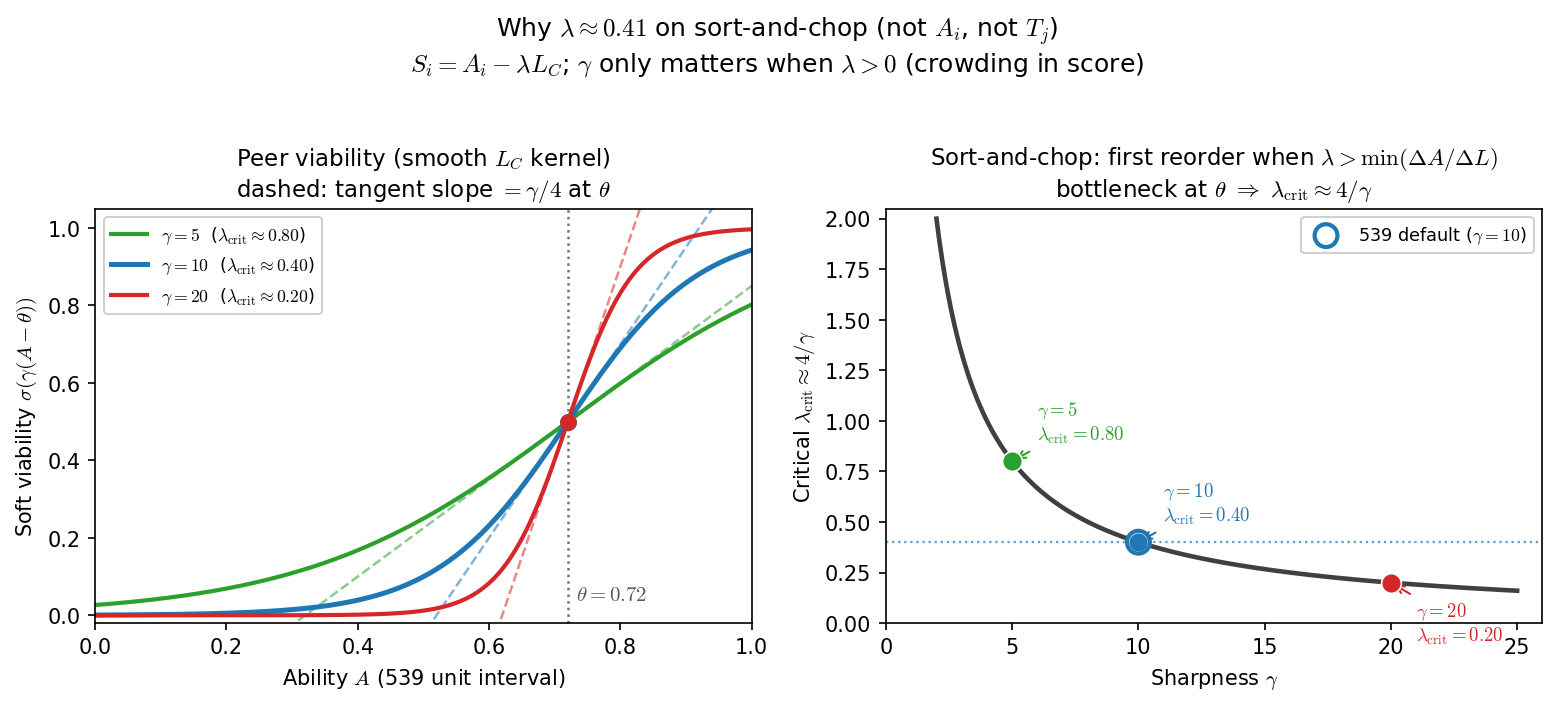 Why λ ≈ 0.41 on sort-and-chop (not A_i, not T_j)
S_i = A_i − λL_C; γ only matters when λ > 0 (crowding in score)
Peer viability (smooth L_C kernel)
dashed: tangent slope = γ/4 at θ
γ = 5 (λ_crit ≈ 0.80)
γ = 10 (λ_crit ≈ 0.40)
γ = 20 (λ_crit ≈ 0.20)
Soft viability σ(γ(A − θ))
1.0
0.8
0.6
0.4
0.2
0.0
θ = 0.72
0.0 0.2 0.4 0.6 0.8 1.0
Ability A (539 unit interval)
Sort-and-chop: first reorder when λ > min(ΔA/ΔL)
bottleneck at θ ⇒ λ_crit ≈ 4/γ
539 default (γ = 10)
Critical λ_crit ≈ 4/γ
2.00
1.75
1.50
1.25
1.00
0.75
0.50
0.25
0.00
γ = 5
λ_crit = 0.80
γ = 10
λ_crit = 0.40
γ = 20
λ_crit = 0.20
0 5 10 15 20 25
Sharpness γ